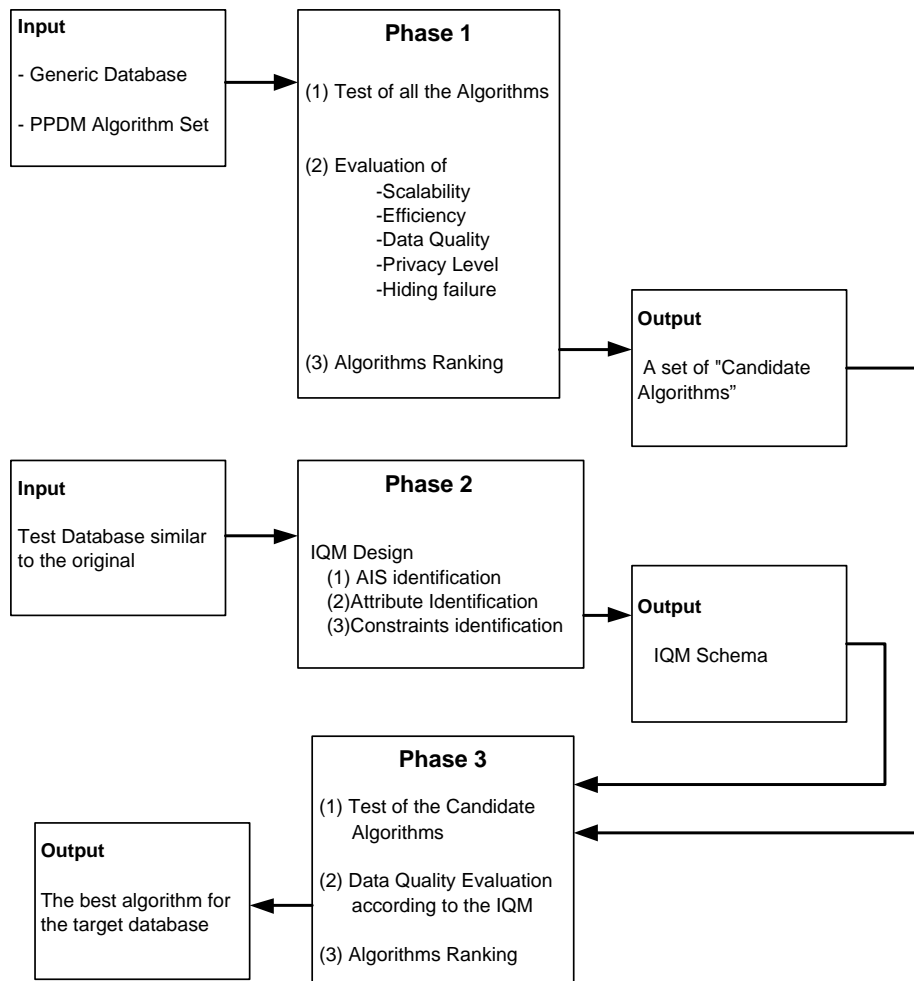 Input
- Generic Database
- PPDM Algorithm Set
Phase 1
(1) Test of all the Algorithms
(2) Evaluation of
-Scalability
-Efficiency
-Data Quality
-Privacy Level
-Hiding failure
(3) Algorithms Ranking
Output
A set of "Candidate
Algorithms”
Input
Test Database similar
to the original
Phase 2
IQM Design
(1) AIS identification
(2)Attribute Identification
(3)Constraints identification
Output
IQM Schema
Phase 3
(1) Test of the Candidate
Algorithms
(2) Data Quality Evaluation
according to the IQM
(3) Algorithms Ranking
Output
The best algorithm for
the target database